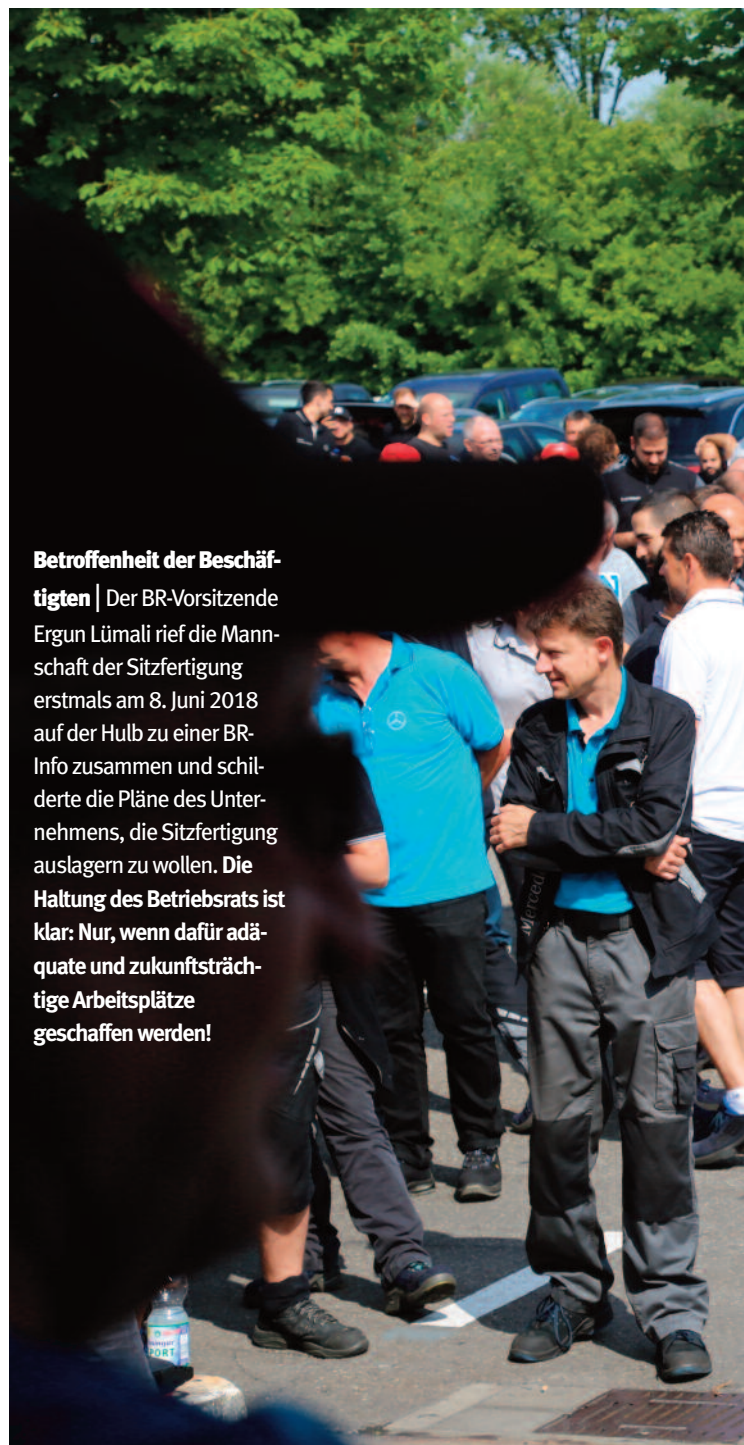 Betroffenheit der Beschäf-
tigten | Der BR-Vorsitzende
Ergun Lümali rief die Mann-
schaft der Sitzfertigung
erstmals am 8. Juni 2018
auf der Hulb zu einer BR-
Info zusammen und schil-
derte die Pläne des Unter-
nehmens, die Sitzfertigung
auslagern zu wollen. Die
Haltung des Betriebsrats ist
klar: Nur, wenn dafür adä-
quate und zukunftsträch-
tige Arbeitsplätze
geschaffen werden!
Merced
PORT